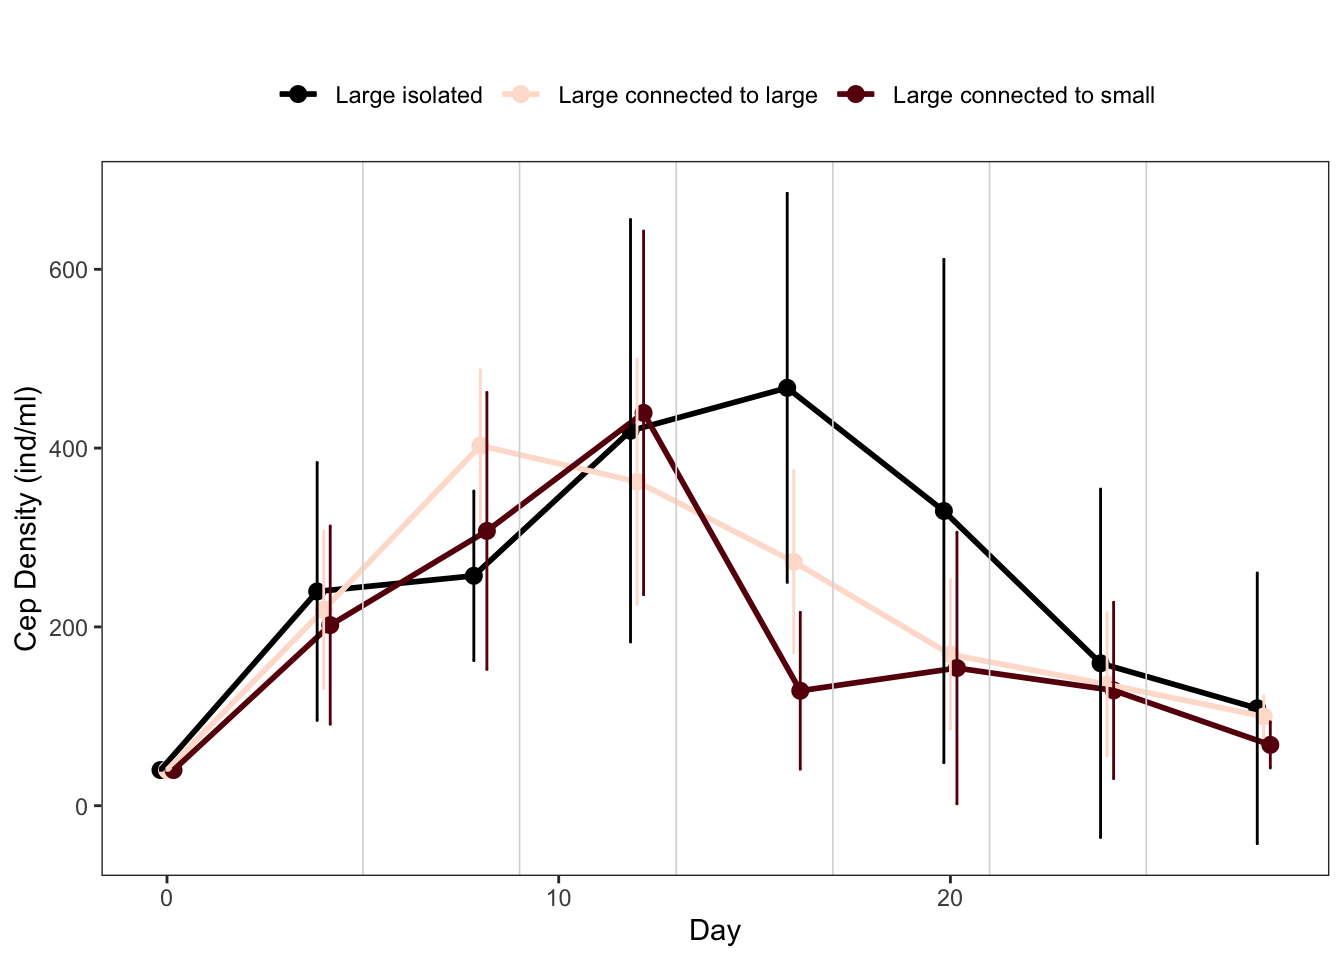 Large isolated Large connected to large Large connected to small
600
400
200
0
Cep Density (ind/ml)
0 10 20
Day